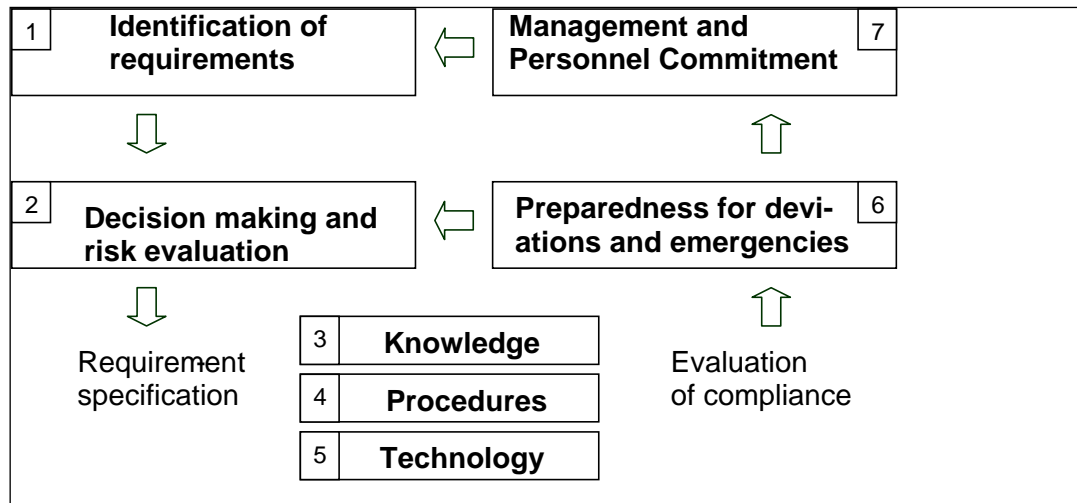 1
Identification of
requirements
Management and
Personnel Commitment
7
2
Decision making and
risk evaluation
Preparedness for devi-
ations and emergencies
6
Requirement
specification
3
Knowledge
4
Procedures
5
Technology
Evaluation
of compliance